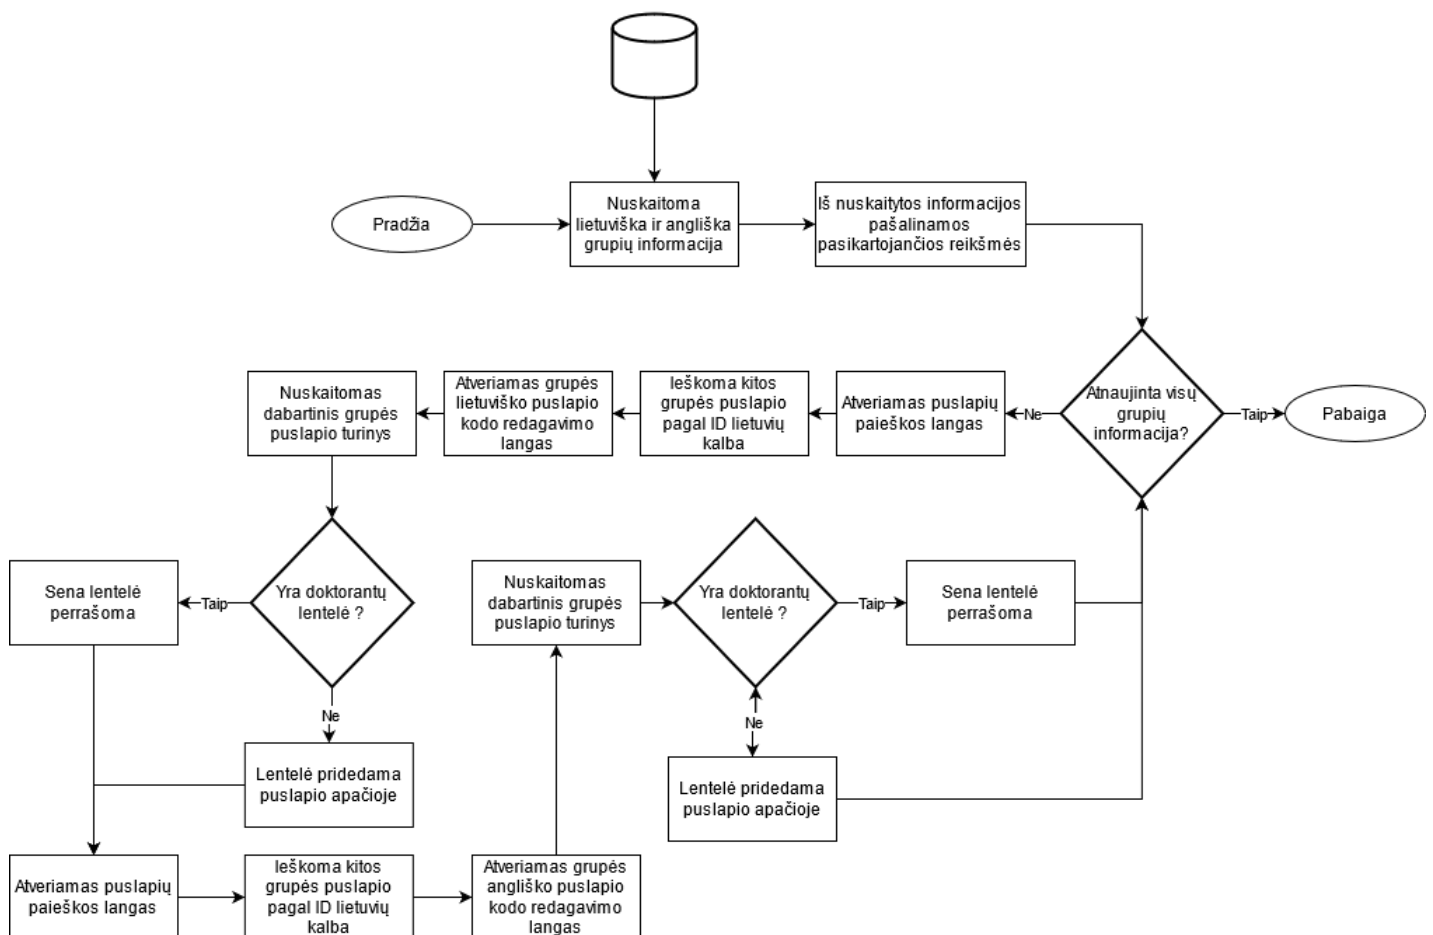 Pradžia
Nuskaitoma
lietuviška ir angliška
grupių informacija
Iš nuskaitytos informacijos
pašalinamos
pasikartojančios reikšmės
Nuskaitomas
dabartinis grupės
puslapio turinys
Atveriamas grupės
lietuviško puslapio
kodo redagavimo
langas
Ieškoma kitos
grupės puslapio
pagal ID lietuvių
kalba
Atveriamas puslapių
paieškos langas
Ne
Atnaujinta visų
grupių
informacija?
Taip
Pabaiga
Sena lentelė
perrašoma
Taip
Yra doktorantų
lentelė ?
Nuskaitomas
dabartinis grupės
puslapio turinys
Yra doktorantų
lentelė ?
Taip
Sena lentelė
perrašoma
Ne
Ne
Lentelė pridedama
puslapio apačioje
Lentelė pridedama
puslapio apačioje
Atveriamas puslapių
paieškos langas
Ieškoma kitos
grupės puslapio
pagal ID lietuvių
kalba
Atveriamas grupės
angliško puslapio
kodo redagavimo
langas